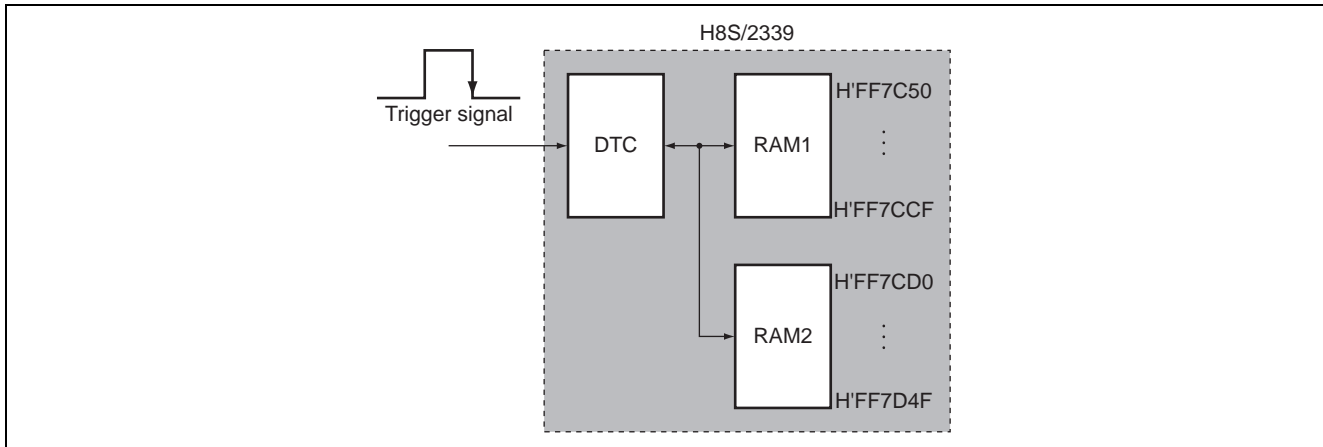 H8S/2339
Trigger signal
DTC
RAM1
H'FF7C50
⋮
H'FF7CCF
RAM2
H'FF7CD0
⋮
H'FF7D4F